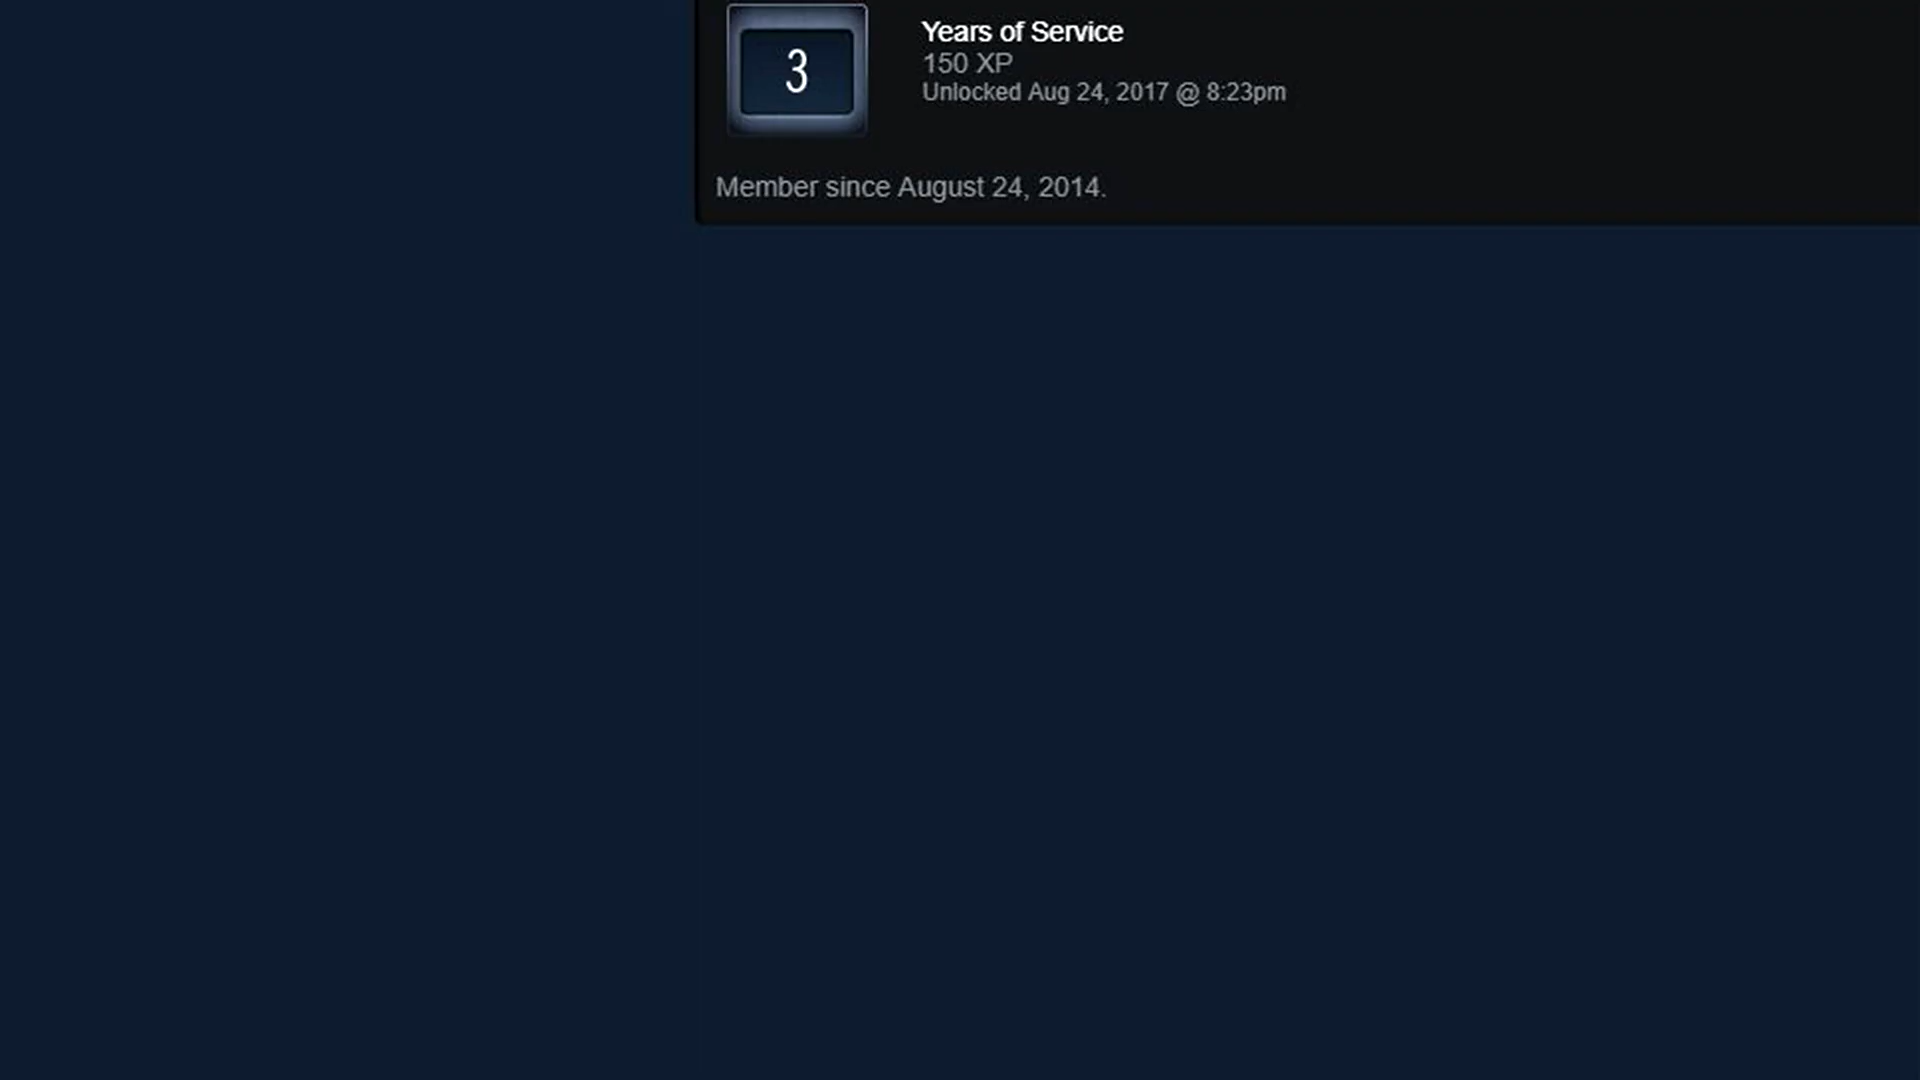 3
Years of Service
150 XP
Unlocked Aug 24, 2017 @ 8:23pm
Member since August 24, 2014.